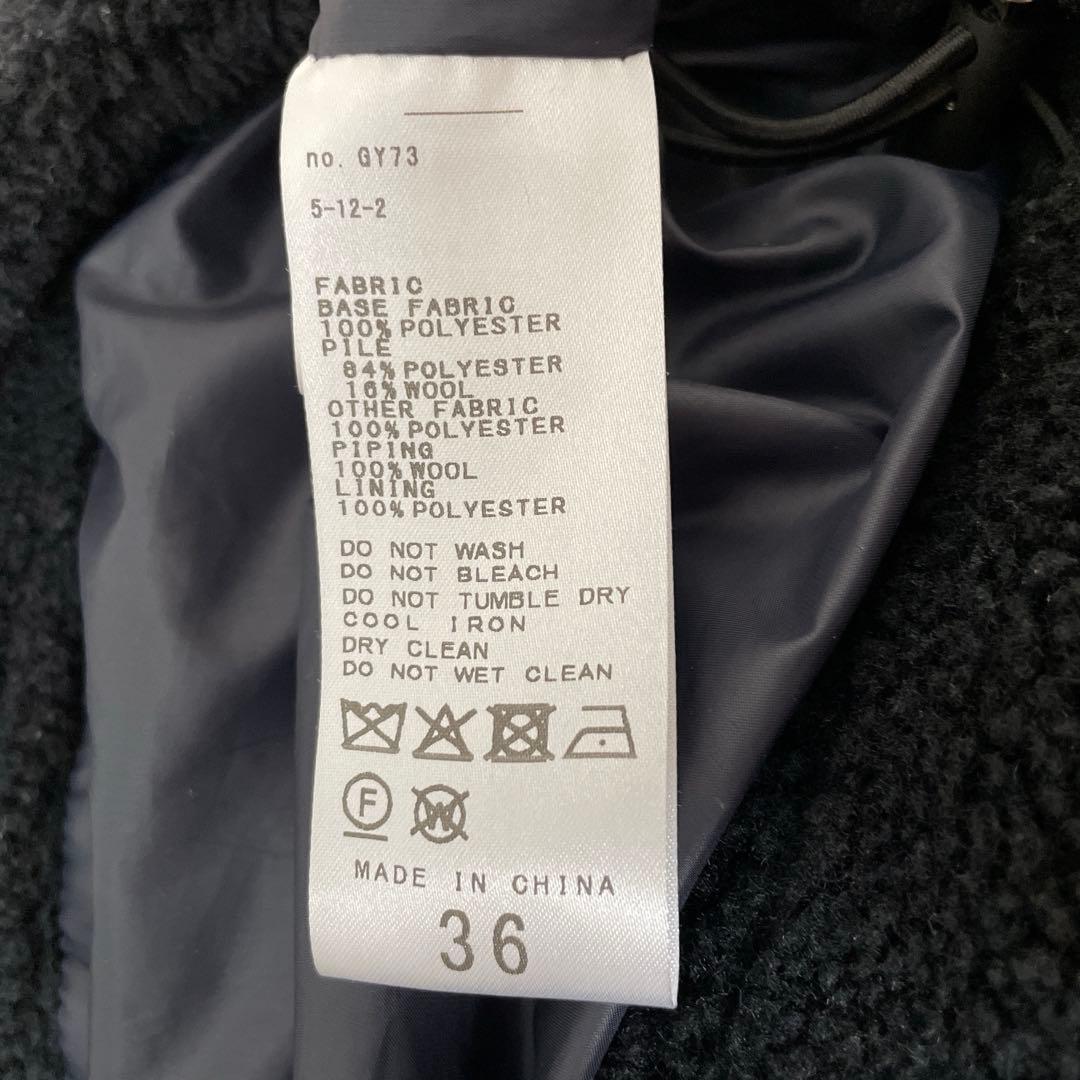 no. GY73
5-12-2
FABRIC
BASE FABRIC
100% POLYESTER
PILE
84% POLYESTER
16% WOOL
OTHER FABRIC
100% POLYESTER
PIPING
100% WOOL
LINING
100% POLYESTER
DO NOT WASH
DO NOT BLEACH
DO NOT TUMBLE DRY
COOL IRON
DRY CLEAN
DO NOT WET CLEAN
F W
MADE IN CHINA
36